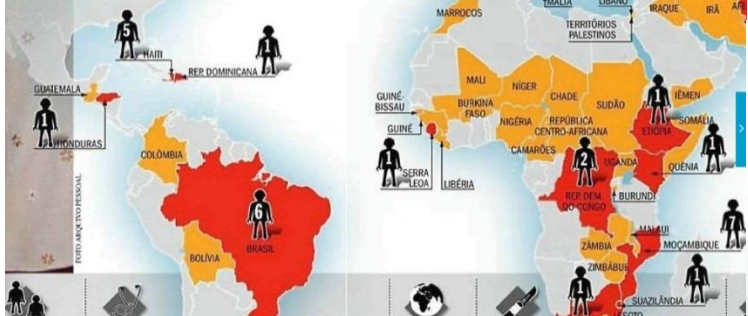 5
HAITI
1
REP. DOMINICANA
GUATEMALA
1
HONDURAS
COLÔMBIA
6
BRASIL
BOLÍVIA
FOTO ARQUIVO PESSOAL
MARROCOS
MALTA
LÍBANO
TERRITÓRIOS
PALESTINOS
IRAQUE
IRÃ
MALI
NÍGER
CHADE
SUDÃO
IÊMEN
GUINÉ-
BISSAU
BURKINA
FASO
GUINÉ
NIGÉRIA
REPÚBLICA
CENTRO-AFRICANA
CAMARÕES
1
ETIÓPIA
SOMÁLIA
1
SERRA
LEOA
LIBÉRIA
2
UGANDA
1
QUÊNIA
REP. DEM.
DO CONGO
BURUNDI
7
MALAUI
MOÇAMBIQUE
ZÂMBIA
ZIMBÁBUE
1
1
SUAZILÂNDIA
LESOTO